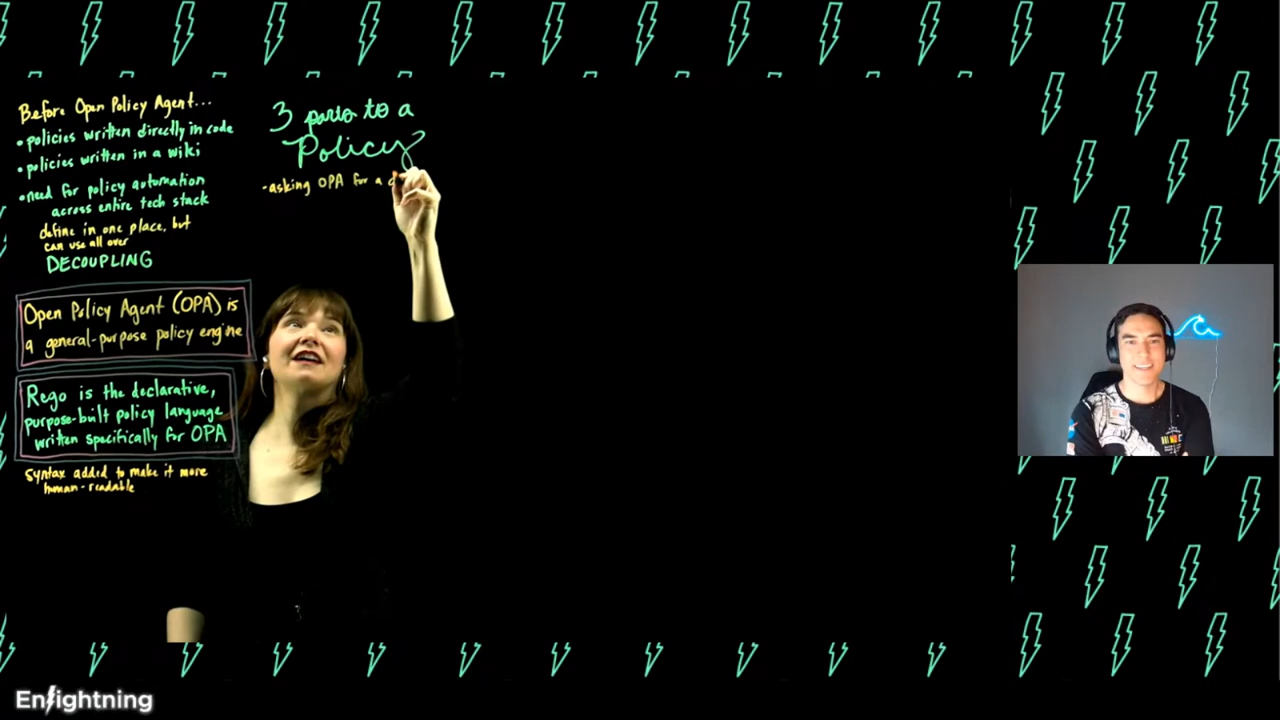 Before Open Policy Agent...
• policies written directly in code
• policies written in a wiki
• need for policy automation
across entire tech stack
define in one place, but
can use all over
DECOUPLING
Open Policy Agent (OPA) is
a general-purpose policy engine
Rego is the declarative,
purpose-built policy language
written specifically for OPA
Syntax added to make it more
human-readable
3 parts to a
Policy
- asking OPA for a
Enlightning